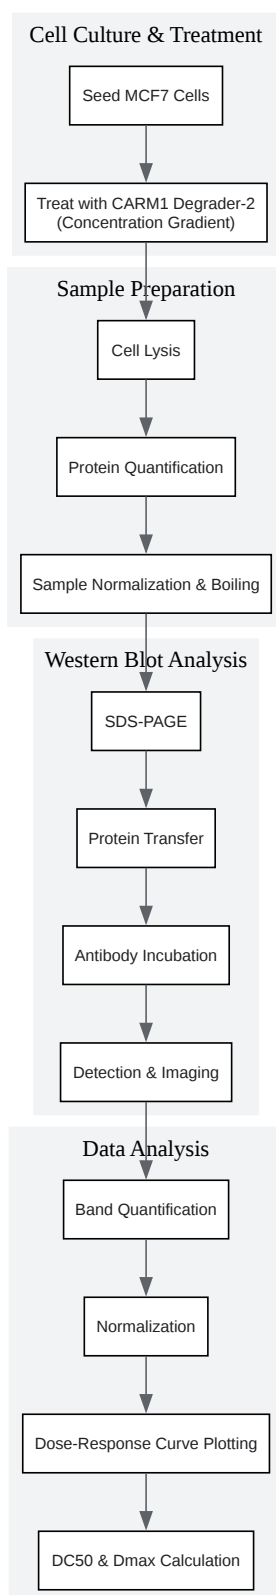 Cell Culture & Treatment
Seed MCF7 Cells
Treat with CARM1 Degrader-2
(Concentration Gradient)
Sample Preparation
Cell Lysis
Protein Quantification
Sample Normalization & Boiling
Western Blot Analysis
SDS-PAGE
Protein Transfer
Antibody Incubation
Detection & Imaging
Data Analysis
Band Quantification
Normalization
Dose-Response Curve Plotting
DC50 & Dmax Calculation